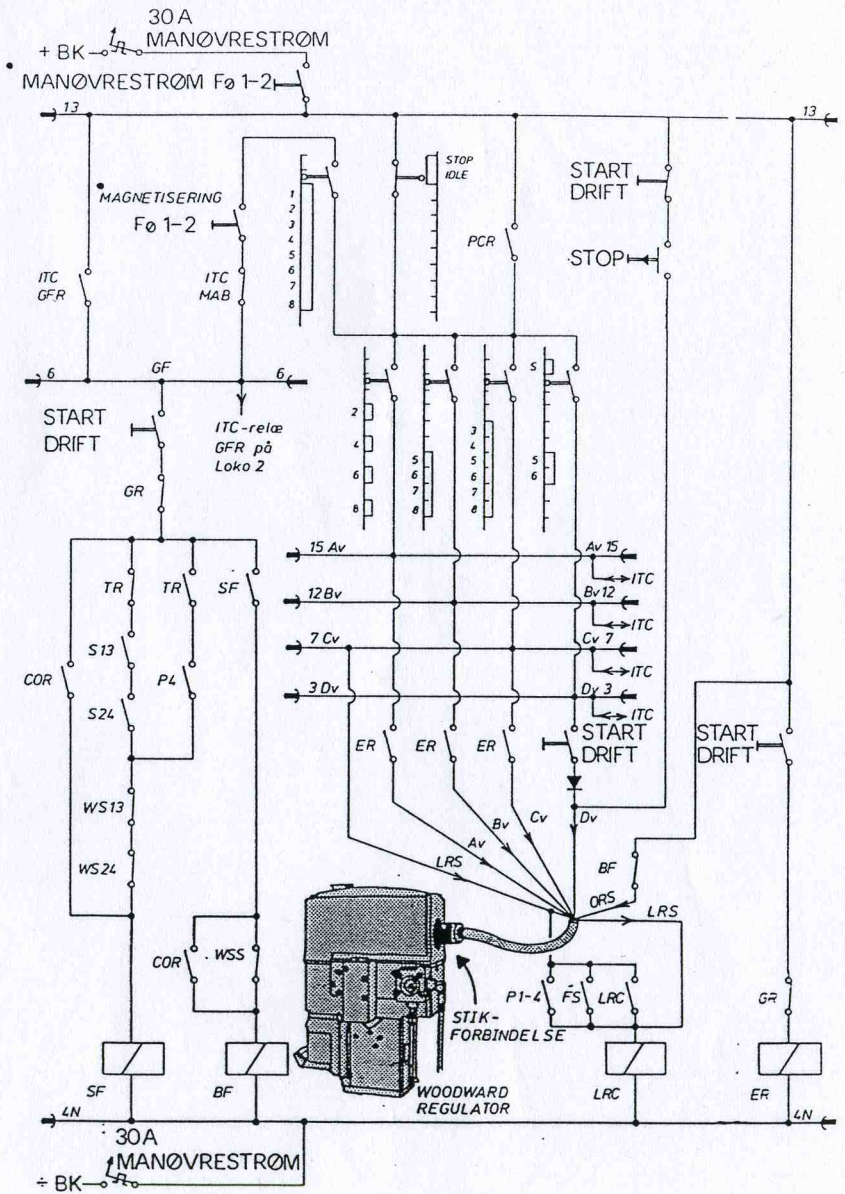 30 A
MANØVRESTRØM
+ BK
MANØVRESTRØM Fø 1-2
13
13
STOP
IDLE
START
DRIFT
MAGNETISERING
Fø 1-2
1
2
3
4
5
6
7
8
PCR
STOP
ITC
GFR
ITC
MAB
6
GF
6
S
START
DRIFT
ITC-relæ
GFR på
Loko 2
2
4
6
8
5
6
7
8
3
4
5
6
7
8
5
6
GR
15 Av
Av 15
ITC
TR
TR
SF
12 Bv
Bv 12
ITC
S13
7 Cv
Cv 7
ITC
COR
P4
S24
3 Dv
Dv 3
ITC
ER
ER
ER
START
DRIFT
START
DRIFT
WS13
Av
Bv
Cv
Dv
LRS
WS24
BF
ORS
LRS
COR
WSS
P1-4
FS
LRC
GR
STIK-
FORBINDELSE
SF
BF
WOODWARD
REGULATOR
LRC
ER
4N
4N
30 A
MANØVRESTRØM
÷ BK